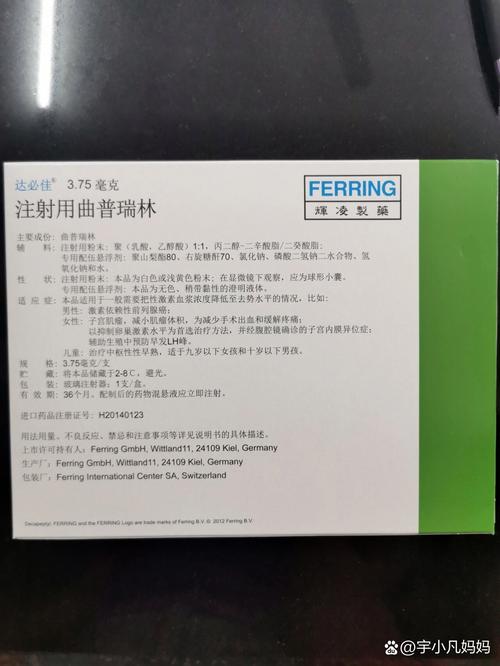 达必佳® 3.75 毫克
注射用曲普瑞林
FERRING
輝凌製藥
主要成份: 曲普瑞林
辅 料: 注射用粉末: 聚 (乳酸, 乙醇酸) 1:1, 丙二醇-二辛酸脂/二癸酸脂;
专用配伍悬浮剂: 聚山梨酯80、右旋糖酐70、氯化钠、磷酸二氢钠二水合物、氢
氧化钠和水。
性 状: 注射用粉末: 本品为白色或浅黄色粉末; 在显微镜下观察, 应为球形小囊。
专用配伍悬浮剂: 本品为无色、稍带黏性的澄明液体。
适 应 症: 本品适用于一般需要把性激素血浆浓度降低至去势水平的情况, 比如:
男性: 激素依赖性前列腺癌;
女性: 子宫肌瘤, 减小肌瘤体积, 为减少手术出血和缓解疼痛;
以抑制卵巢激素水平为首选治疗方法, 并经腹腔镜确诊的子宫内膜异位症;
辅助生殖中预防早发LH峰。
儿童: 治疗中枢性性早熟, 适于九岁以下女孩和十岁以下男孩。
规 格: 3.75毫克/支
贮 藏: 将本品储藏于2-8℃, 避光。
包 装: 玻璃注射器; 1支/盒。
有 效 期: 36个月。配制后的药物混悬液应立即注射。
进口药品注册证号: H20140123
用法用量、不良反应、禁忌和注意事项等详见说明书的具体描述。
上市许可持有人: Ferring GmbH, Wittland11, 24109 Kiel, Germany
生产厂: Ferring GmbH, Wittland11, 24109 Kiel, Germany
包装厂: Ferring International Center SA, Switzerland
Decapeptyl, FERRING and the FERRING Logo are trade marks of Ferring B.V. © 2012 Ferring B.V.
@宇小凡妈妈